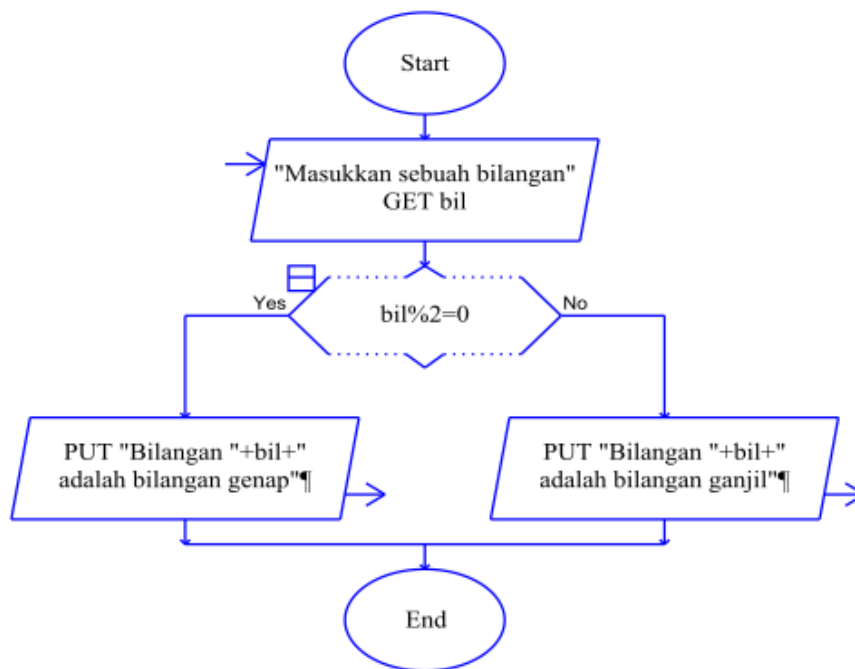 Start
"Masukkan sebuah bilangan"
GET bil
Yes
bil%2=0
No
PUT "Bilangan "+bil+"
adalah bilangan genap"¶
PUT "Bilangan "+bil+"
adalah bilangan ganjil"¶
End